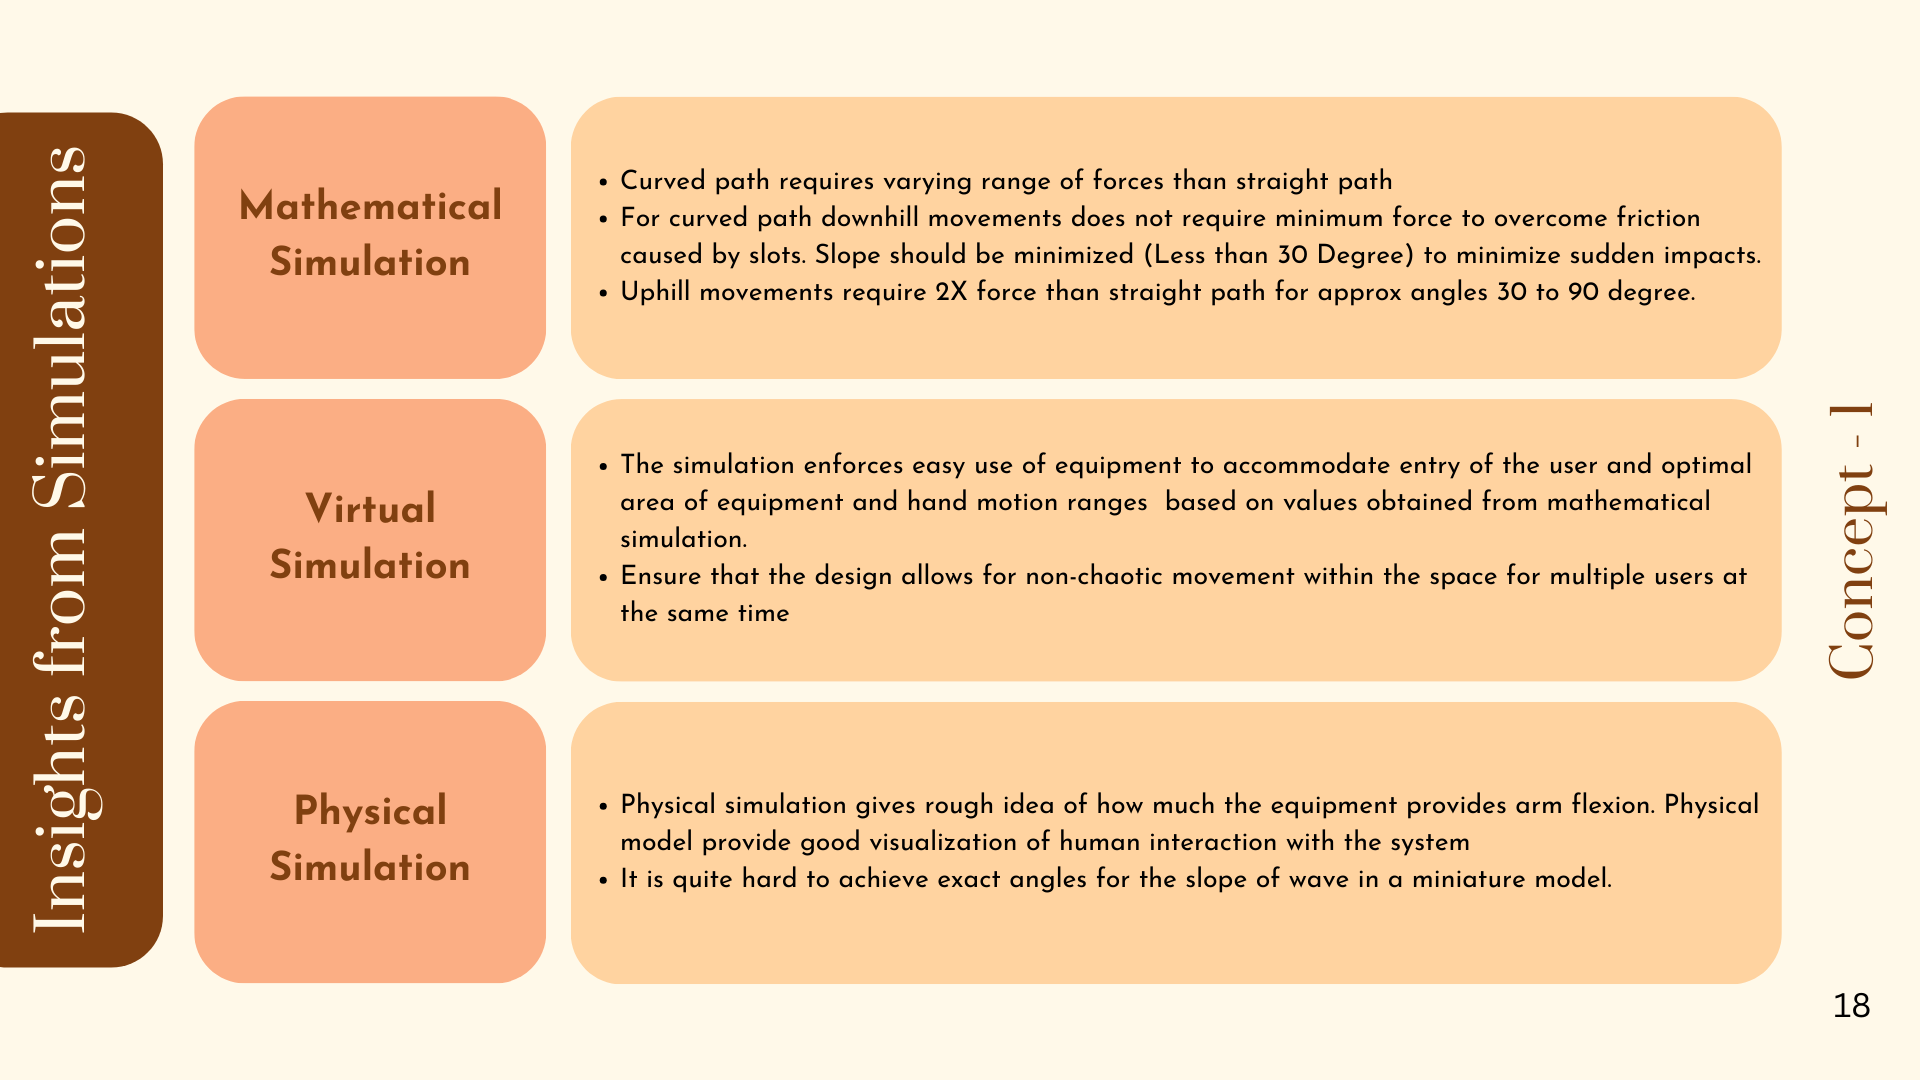 Insights from Simulations
Mathematical
Simulation
• Curved path requires varying range of forces than straight path
• For curved path downhill movements does not require minimum force to overcome friction
caused by slots. Slope should be minimized (Less than 30 Degree) to minimize sudden impacts.
• Uphill movements require 2X force than straight path for approx angles 30 to 90 degree.
Virtual
Simulation
• The simulation enforces easy use of equipment to accommodate entry of the user and optimal
area of equipment and hand motion ranges  based on values obtained from mathematical
simulation.
• Ensure that the design allows for non-chaotic movement within the space for multiple users at
the same time
Physical
Simulation
• Physical simulation gives rough idea of how much the equipment provides arm flexion. Physical
model provide good visualization of human interaction with the system
• It is quite hard to achieve exact angles for the slope of wave in a miniature model.
Concept - 1
18